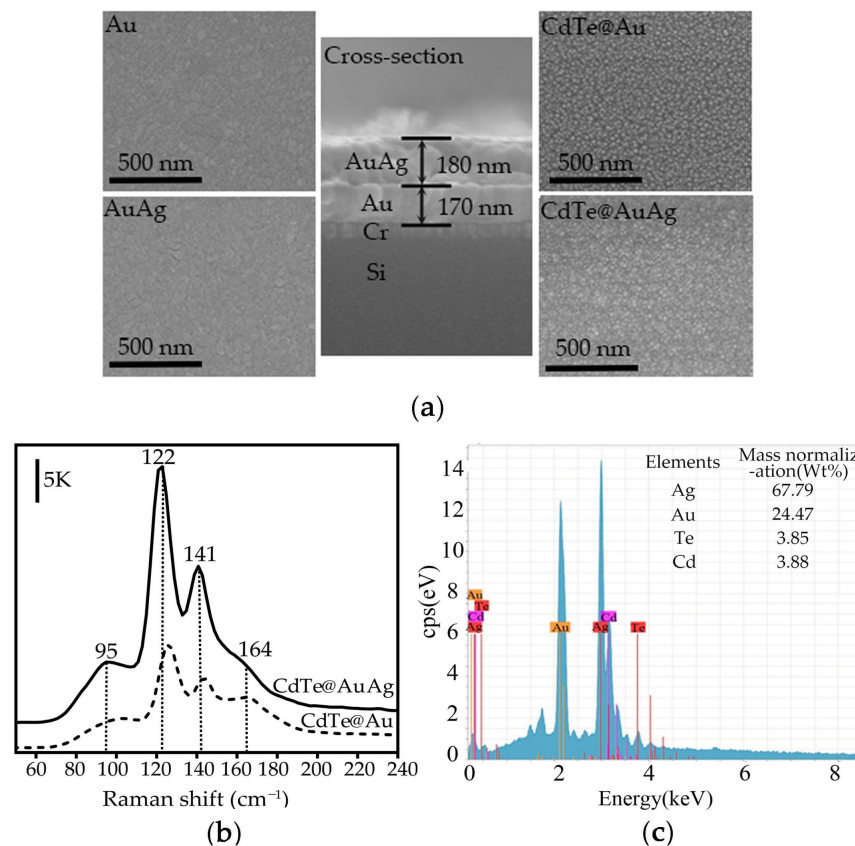 Au
500 nm
AuAg
500 nm
Cross-section
AuAg
180 nm
Au
170 nm
Cr
Si
CdTe@Au
500 nm
CdTe@AuAg
500 nm
(a)
5K
122
141
95
164
CdTe@AuAg
CdTe@Au
60 80 100 120 140 160 180 200 220 240
Raman shift (cm⁻¹)
(b)
cps(eV)
14
12
10
8
6
4
2
0
Elements Mass normaliz
-ation(Wt%)
Ag 67.79
Au 24.47
Te 3.85
Cd 3.88
Au
Te
Cd
Ag
Au
Ag
Cd
Te
0 2 4 6 8
Energy(keV)
(c)